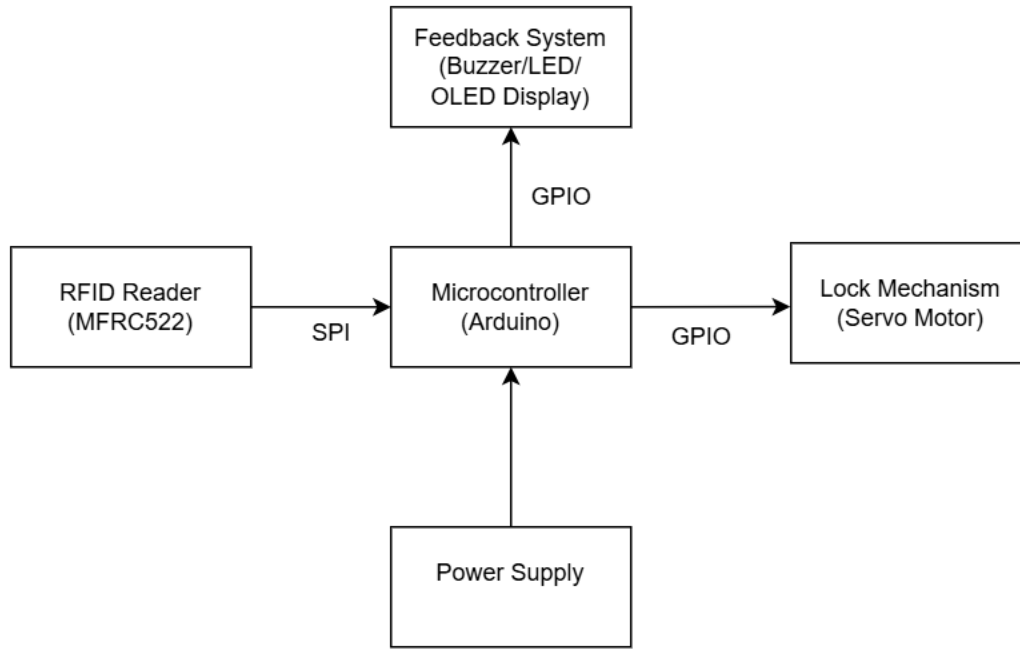 Feedback System
(Buzzer/LED/
OLED Display)
GPIO
RFID Reader
(MFRC522)
SPI
Microcontroller
(Arduino)
GPIO
Lock Mechanism
(Servo Motor)
Power Supply